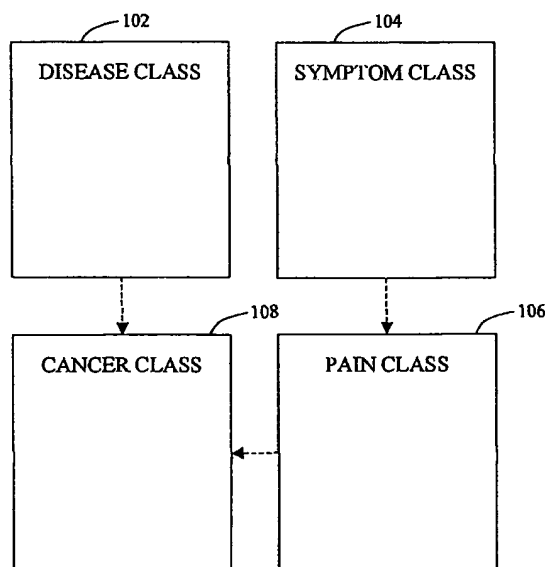 102
104
DISEASE CLASS
SYMPTOM CLASS
108
106
CANCER CLASS
PAIN CLASS